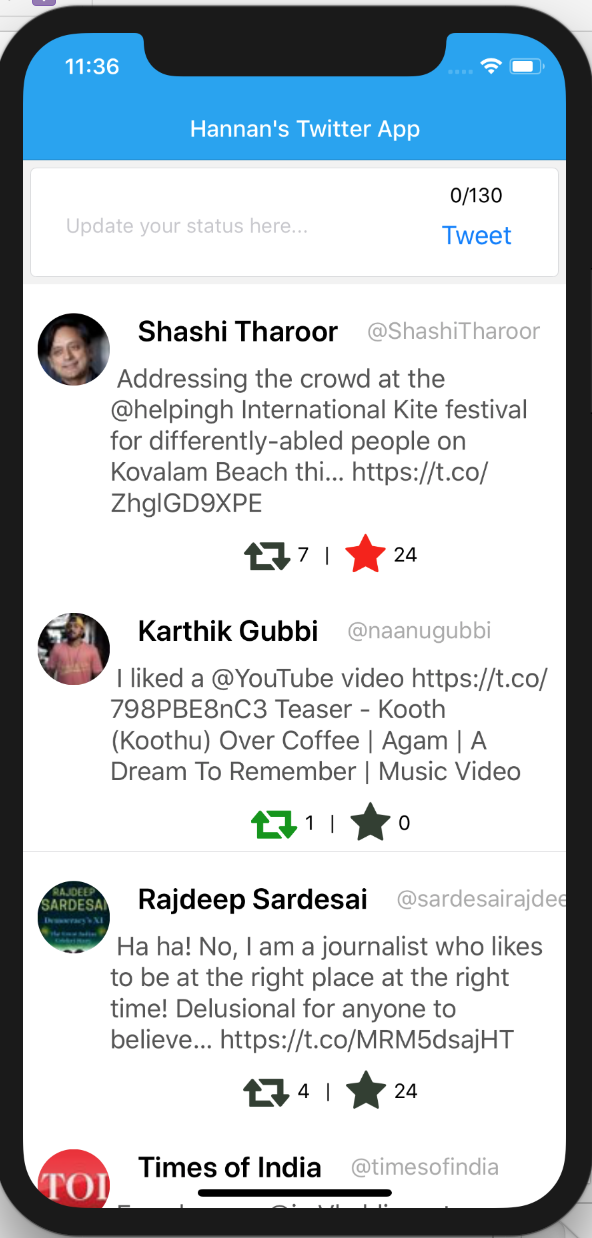 11:36
Hannan's Twitter App
0/130
Update your status here...
Tweet
Shashi Tharoor @ShashiTharoor
Addressing the crowd at the
@helpingh International Kite festival
for differently-abled people on
Kovalam Beach thi... https://t.co/
ZhglGD9XPE
7 | 24
Karthik Gubbi @naanugubbi
I liked a @YouTube video https://t.co/
798PBE8nC3 Teaser - Kooth
(Koothu) Over Coffee | Agam | A
Dream To Remember | Music Video
1 | 0
RAJDEEP
SARDESAI
Democracy's XI
Rajdeep Sardesai @sardesairajdee
Ha ha! No, I am a journalist who likes
to be at the right place at the right
time! Delusional for anyone to
believe... https://t.co/MRM5dsajHT
4 | 24
TOI
Times of India @timesofindia